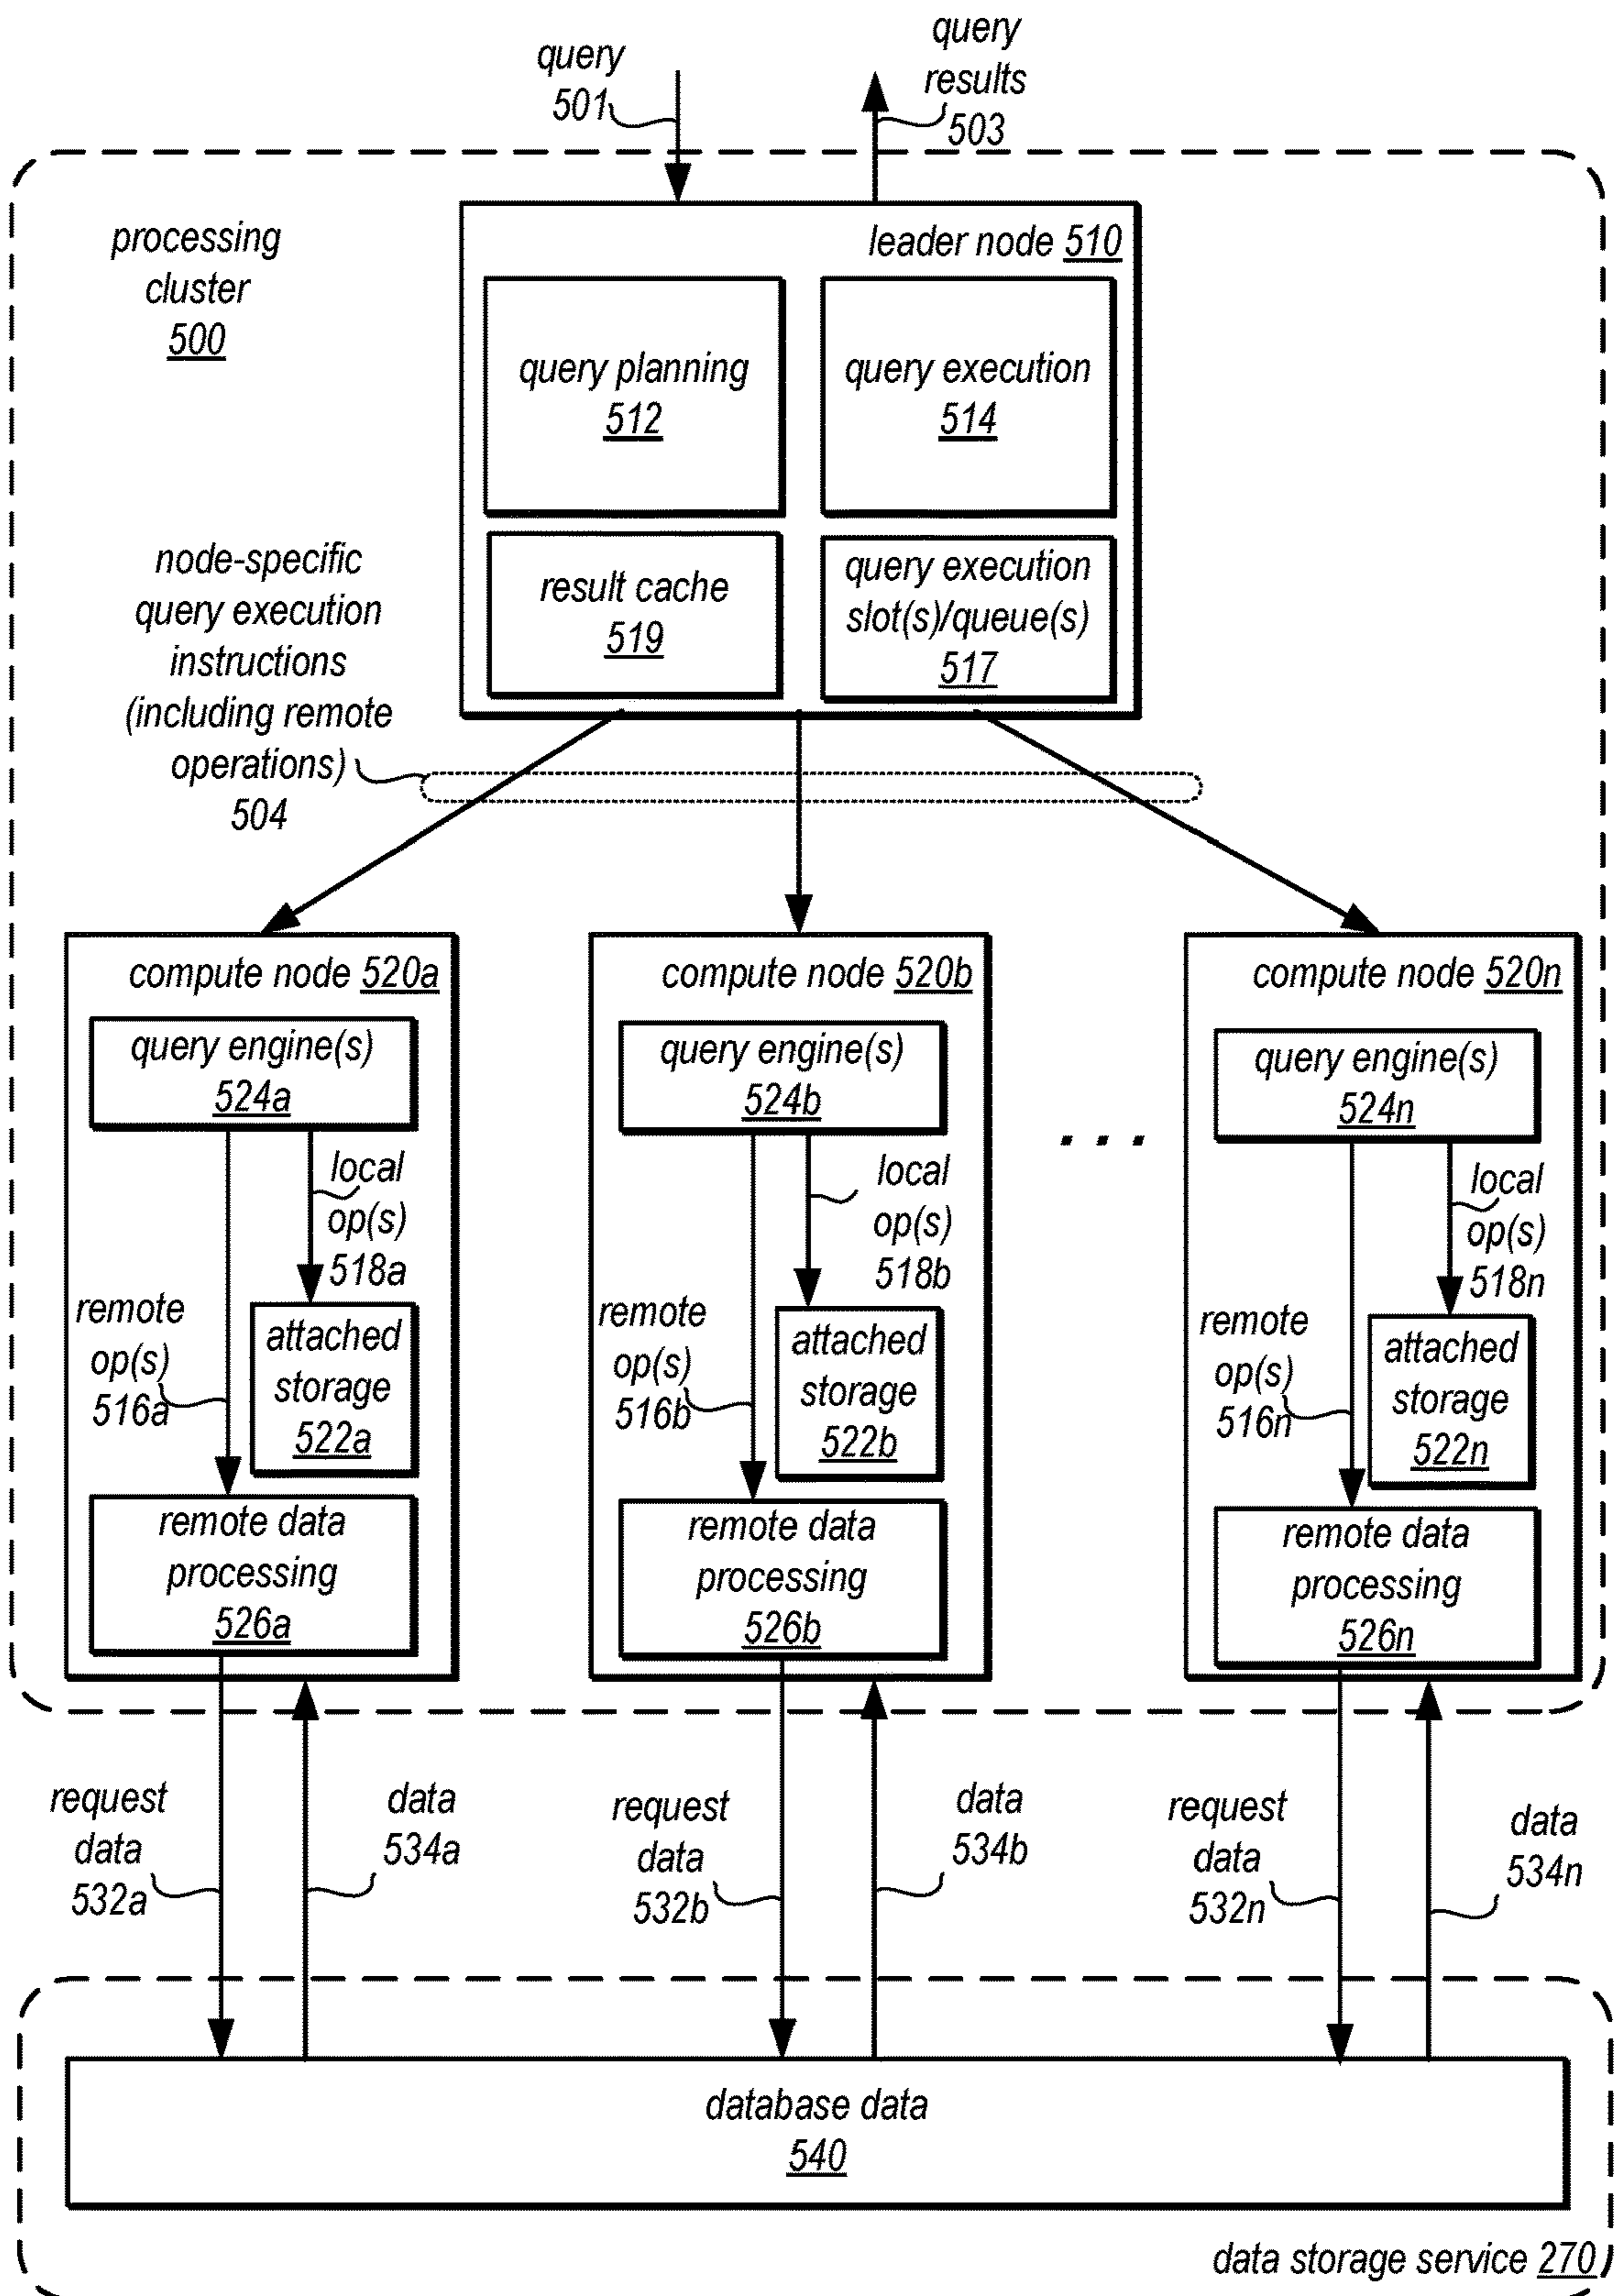 query
501
query
results
503
processing
cluster
500
leader node 510
query planning
512
query execution
514
result cache
519
query execution
slot(s)/queue(s)
517
node-specific
query execution
instructions
(including remote
operations)
504
compute node 520a
query engine(s)
524a
local
op(s)
518a
remote
op(s)
516a
attached
storage
522a
remote data
processing
526a
compute node 520b
query engine(s)
524b
local
op(s)
518b
remote
op(s)
516b
attached
storage
522b
remote data
processing
526b
. . .
compute node 520n
query engine(s)
524n
local
op(s)
518n
remote
op(s)
516n
attached
storage
522n
remote data
processing
526n
request
data
532a
data
534a
request
data
532b
data
534b
request
data
532n
data
534n
database data
540
data storage service 270